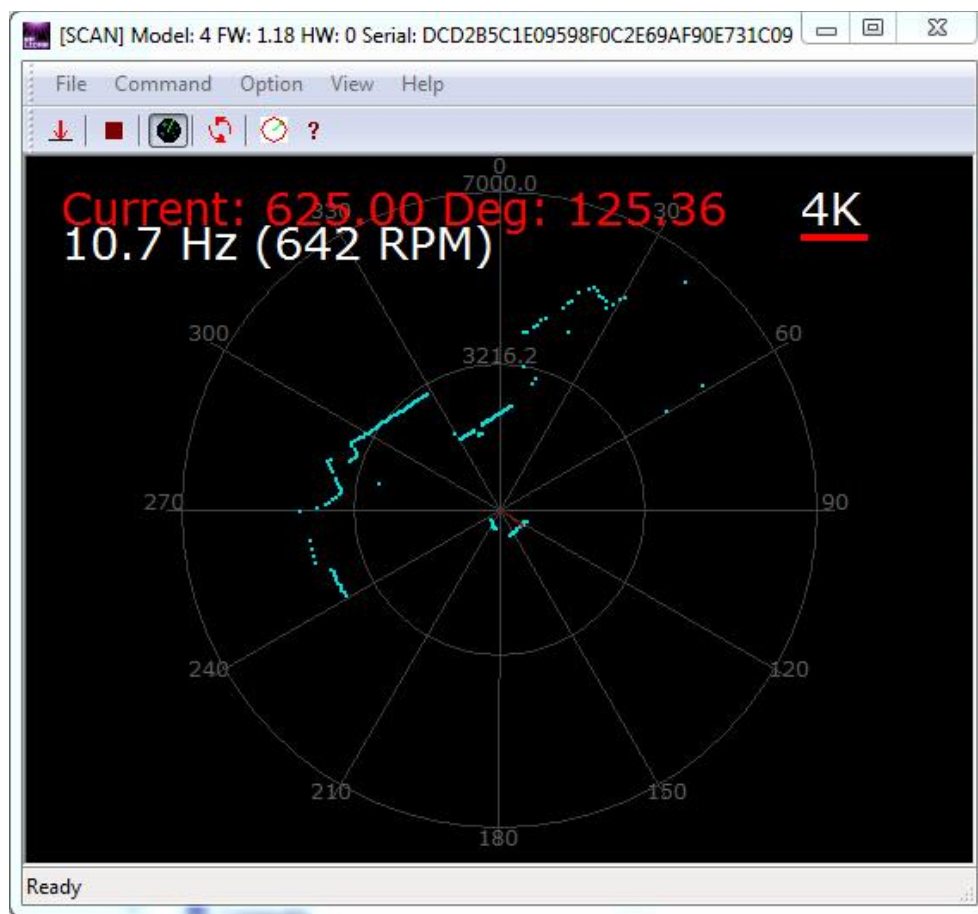 [SCAN] Model: 4 FW: 1.18 HW: 0 Serial: DCD2B5C1E09598F0C2E69AF90E731C09
File Command Option View Help
?
0
7000.0
Current: 625.00 Deg: 125.36
4K
330
30
10.7 Hz (642 RPM)
300
60
3216.2
270
90
240
120
210
150
180
Ready